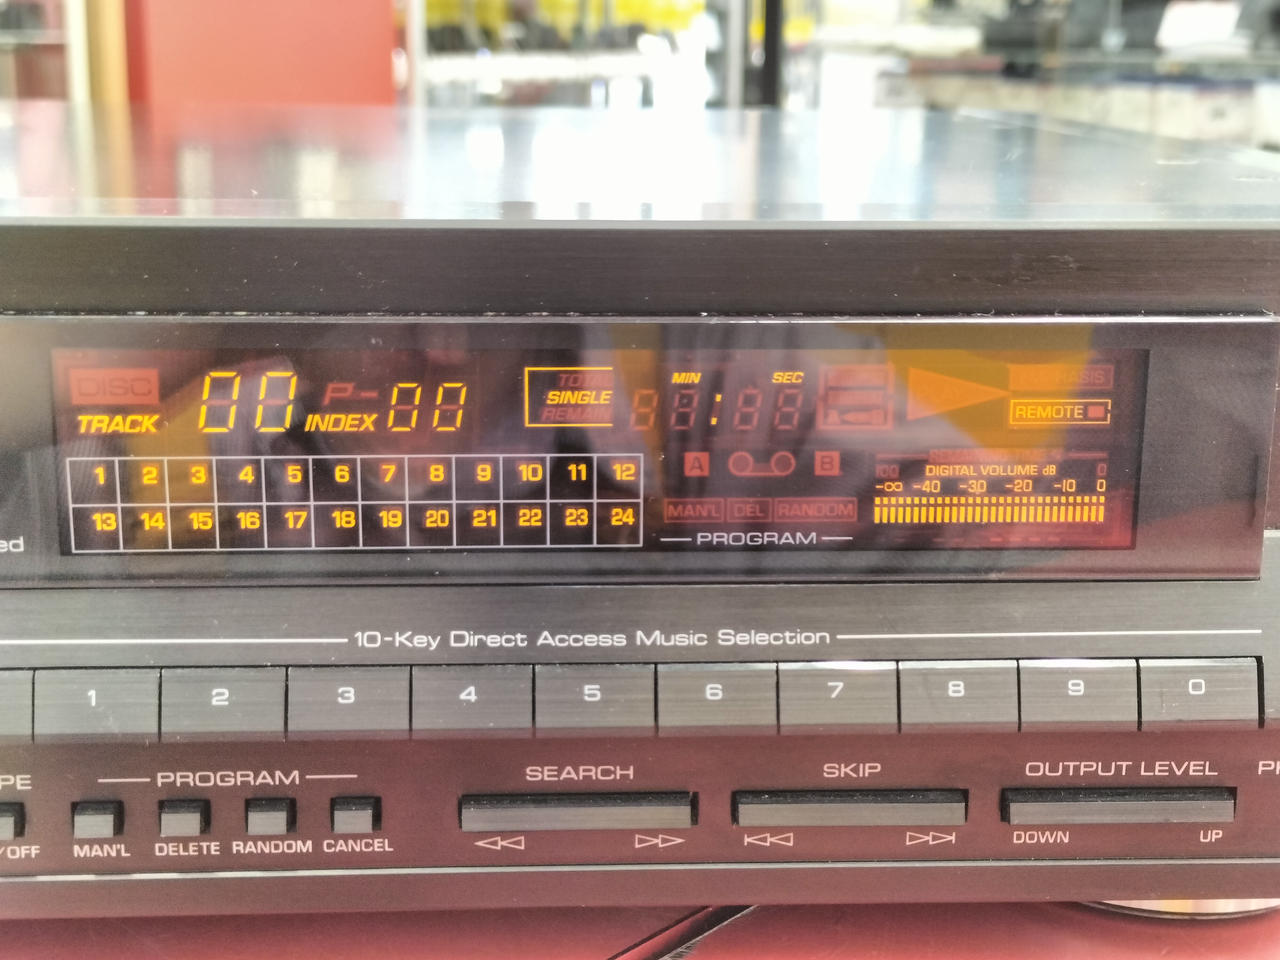 DISC
TRACK 00 P- INDEX 00
TOTAL
SINGLE
REMAIN
MIN SEC
88:88
REMOTE
1 2 3 4 5 6 7 8 9 10 11 12
13 14 15 16 17 18 19 20 21 22 23 24
A B
MAN'L DEL RANDOM
PROGRAM
100 DIGITAL VOLUME dB 0
-∞ -40 -30 -20 -10 0
ed
10-Key Direct Access Music Selection
1 2 3 4 5 6 7 8 9 0
PE
PROGRAM
SEARCH
SKIP
OUTPUT LEVEL
/OFF MAN'L DELETE RANDOM CANCEL
DOWN UP